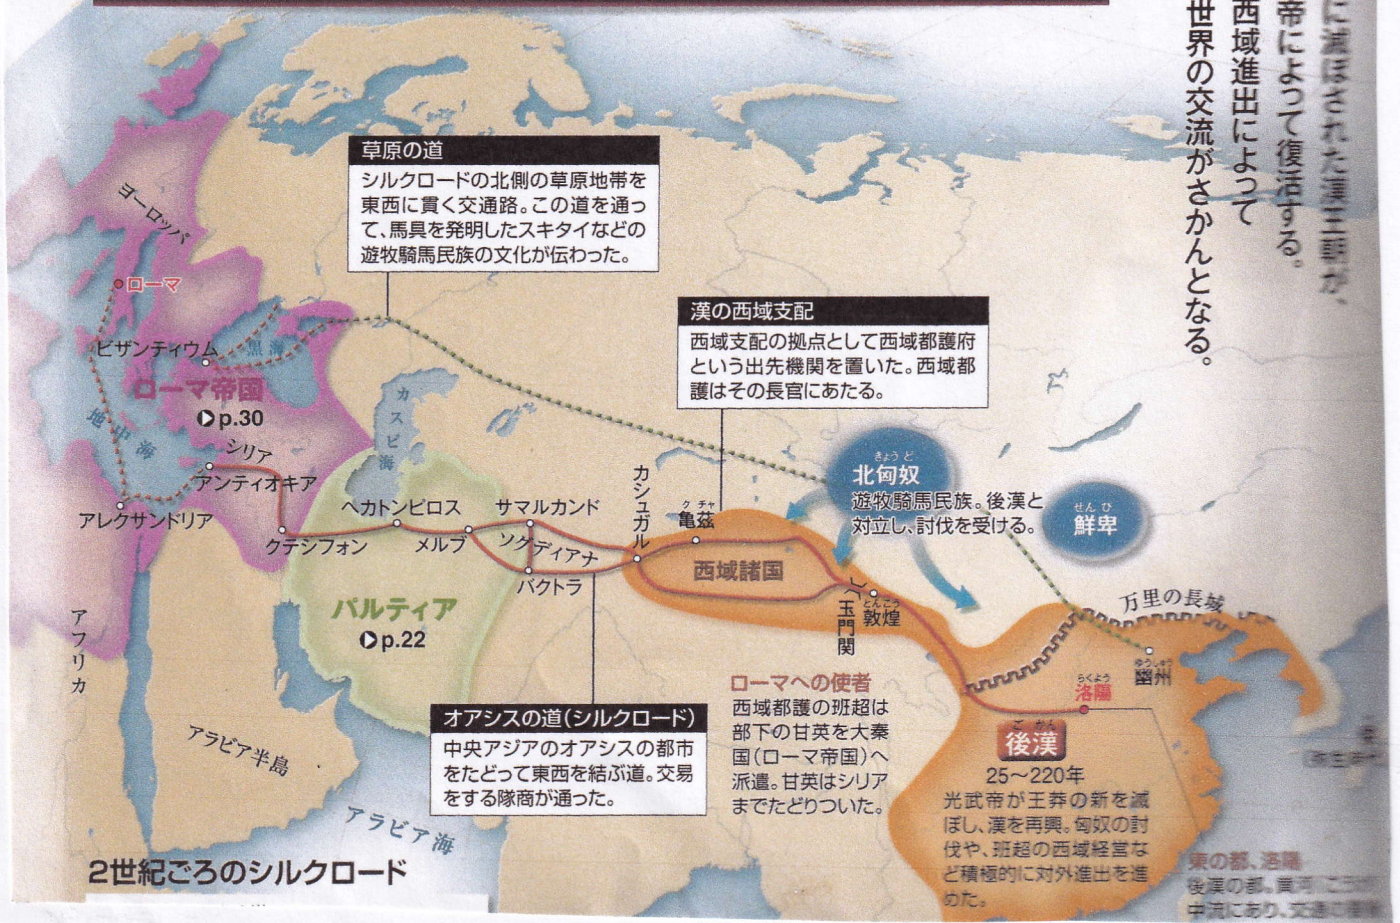 に滅ぼされた漢王朝が、
帝によって復活する。
西域進出によって
世界の交流がさかんとなる。
草原の道
シルクロードの北側の草原地帯を
東西に貫く交通路。この道を通っ
て、馬具を発明したスキタイなどの
遊牧騎馬民族の文化が伝わった。
漢の西域支配
西域支配の拠点として西域都護府
という出先機関を置いた。西域都
護はその長官にあたる。
ヨーロッパ
ローマ
ビザンティウム
黒海
ローマ帝国
p.30
地中海
カスピ海
シリア
アンティオキア
アレクサンドリア
クテシフォン
ヘカトンピロス
メルブ
サマルカンド
ソグディアナ
バクトラ
カシュガル
クチャ
亀茲
西域諸国
きょうど
北匈奴
遊牧騎馬民族。後漢と
対立し、討伐を受ける。
せんぴ
鮮卑
パルティア
p.22
アフリカ
玉門関
とんこう
敦煌
万里の長城
ゆうしゅう
幽州
らくよう
洛陽
ローマへの使者
西域都護の班超は
部下の甘英を大秦
国(ローマ帝国)へ
派遣。甘英はシリア
までたどりついた。
オアシスの道(シルクロード)
中央アジアのオアシスの都市
をたどって東西を結ぶ道。交易
をする隊商が通った。
ごかん
後漢
25〜220年
光武帝が王莽の新を滅
ぼし、漢を再興。匈奴の討
伐や、班超の西域経営な
ど積極的に対外進出を進
めた。
アラビア半島
アラビア海
2世紀ごろのシルクロード
東の都、洛陽
後漢の都。黄河
中流にあり、交通